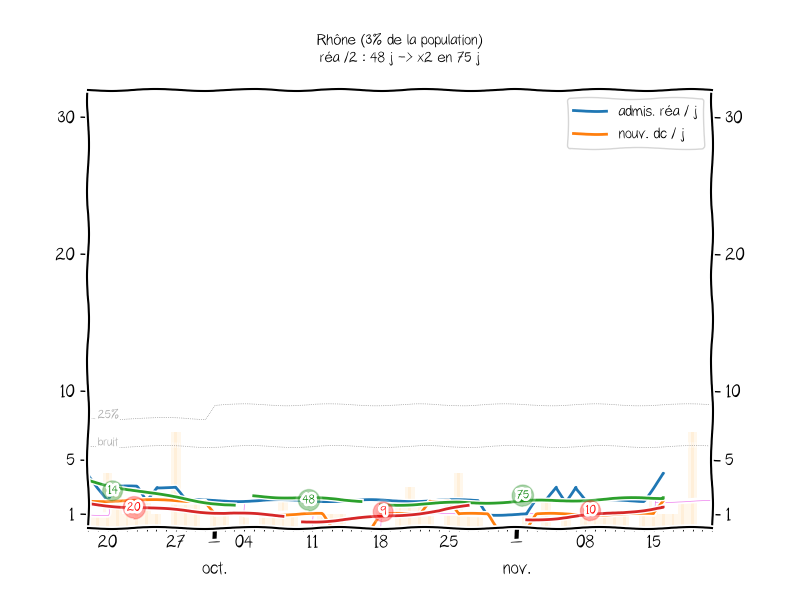 Rhône (3% de la population)
réa /2 : 48 j -> x2 en 75 j
admis. réa / j
nouv. dc / j
30 30
20 20
10 10
25%
bruit
5 5
14 20 48 9 75 10
1 1
20 27 04 11 18 25 08 15
oct. nov.